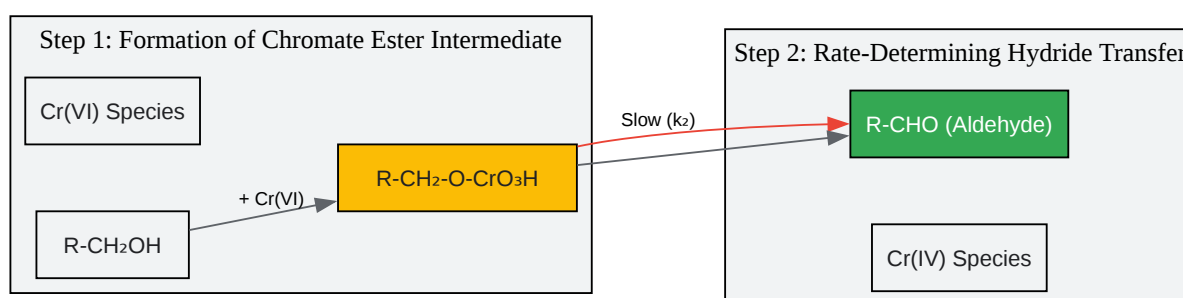 Step 1: Formation of Chromate Ester Intermediate
Cr(VI) Species
R-CH₂OH
+ Cr(VI)
R-CH₂-O-CrO₃H
Slow (k₂)
Step 2: Rate-Determining Hydride Transfer
R-CHO (Aldehyde)
Cr(IV) Species